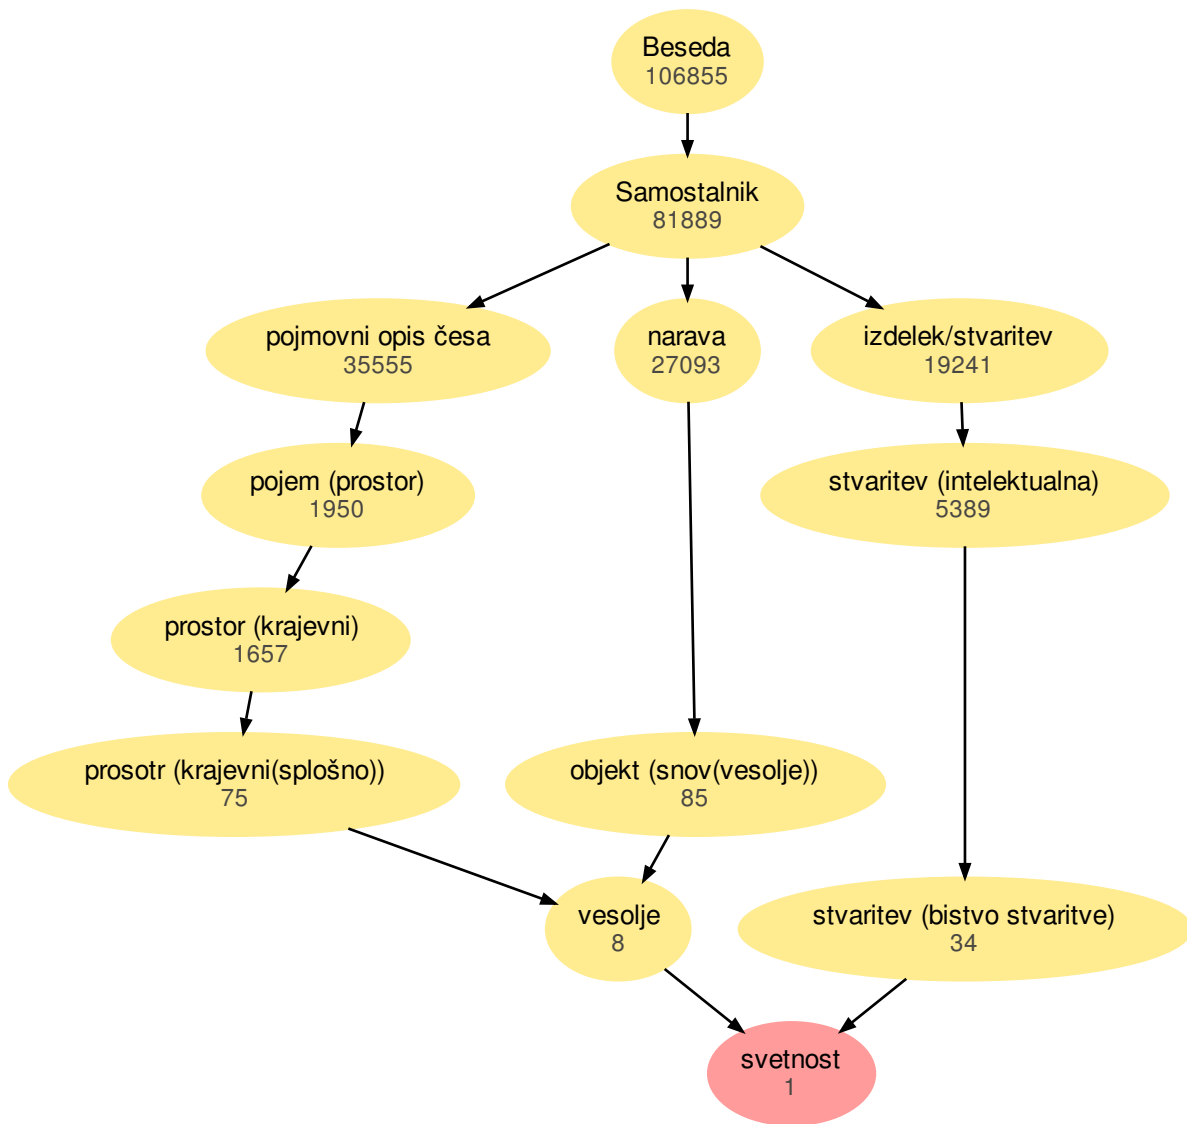 Beseda
106855
Samostalnik
81889
pojmovni opis česa
35555
narava
27093
izdelek/stvaritev
19241
pojem (prostor)
1950
stvaritev (intelektualna)
5389
prostor (krajevni)
1657
prosotr (krajevni(splošno))
75
objekt (snov(vesolje))
85
vesolje
8
stvaritev (bistvo stvaritve)
34
svetnost
1